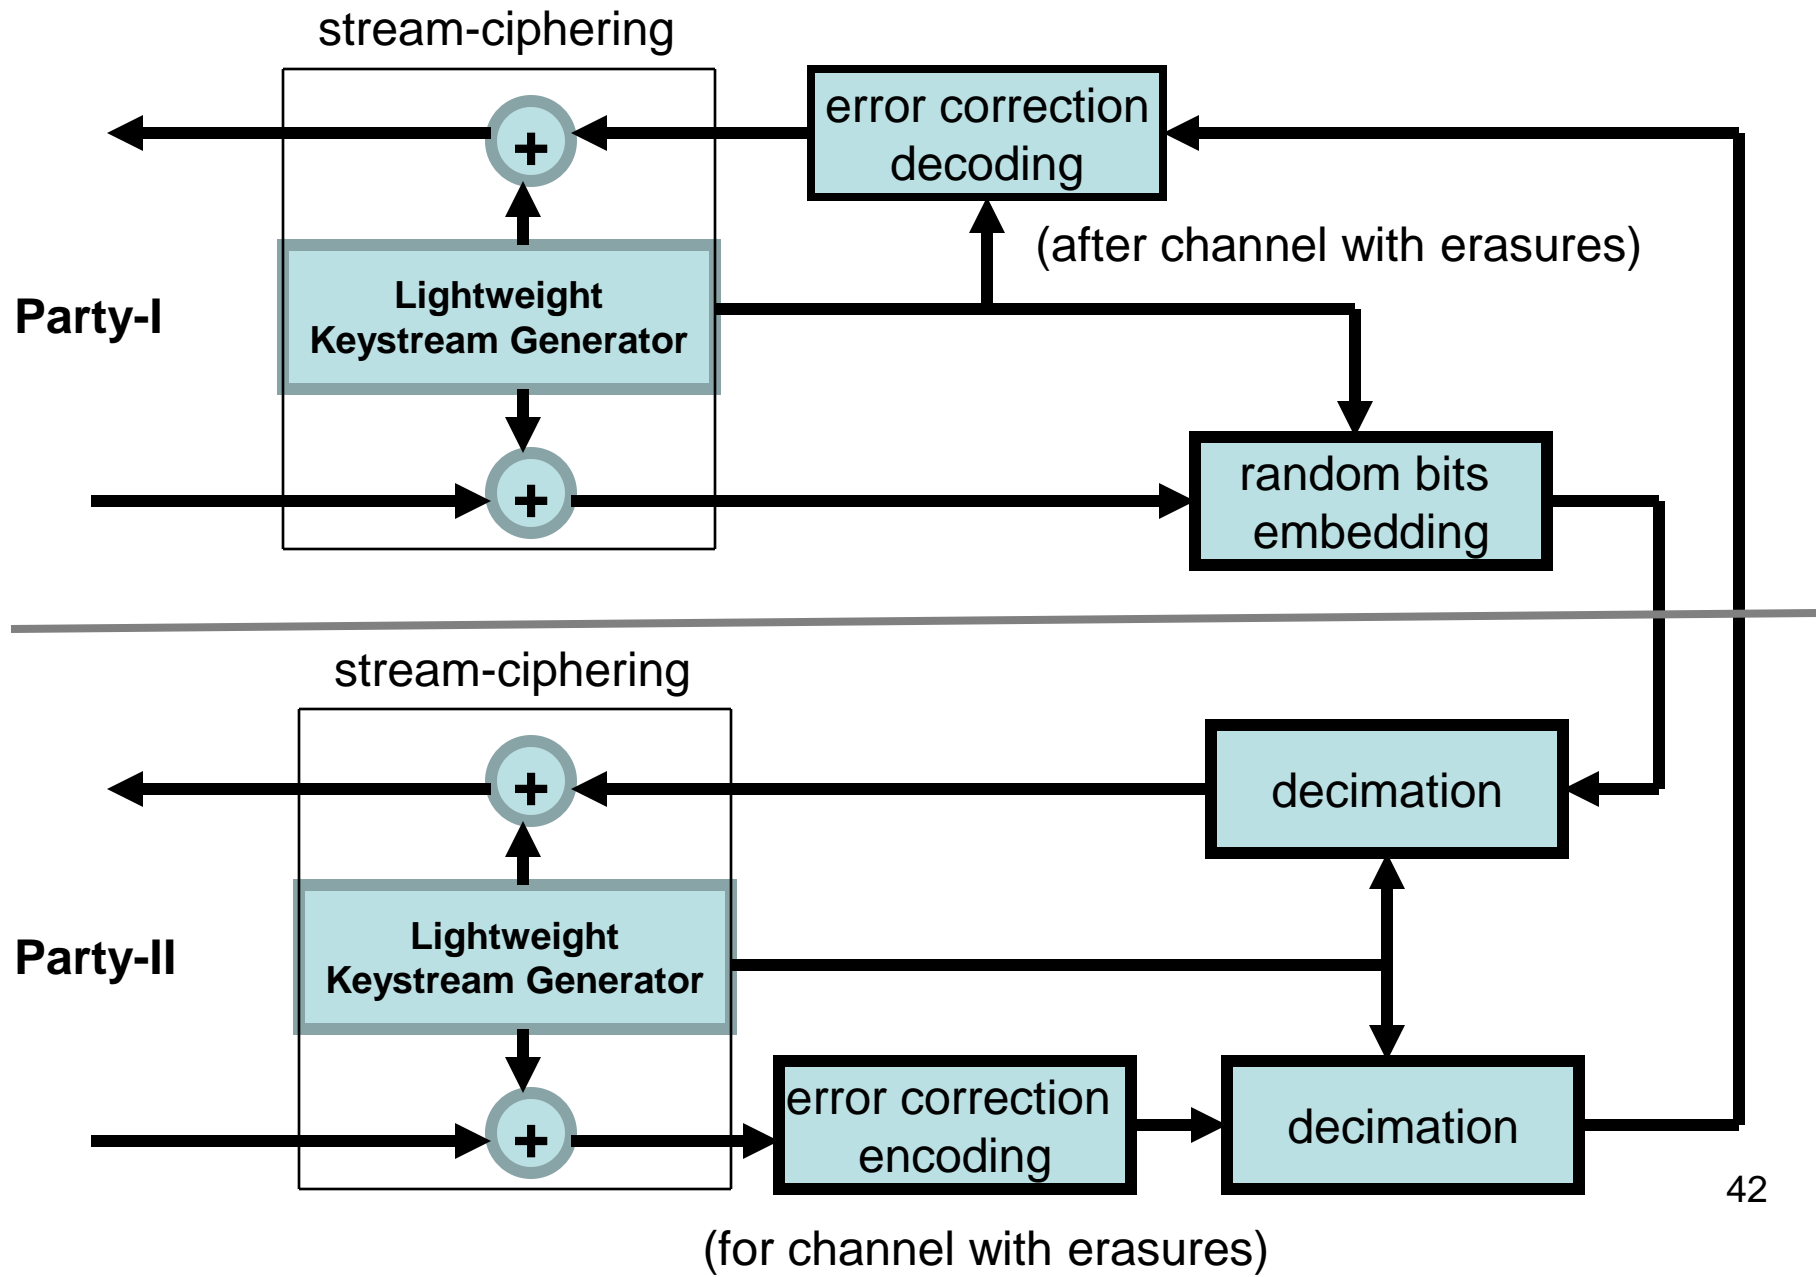 stream-ciphering
error correction
decoding
(after channel with erasures)
+
Party-I
Lightweight
Keystream Generator
+
random bits
embedding
stream-ciphering
+
decimation
Party-II
Lightweight
Keystream Generator
+
error correction
encoding
decimation
42
(for channel with erasures)